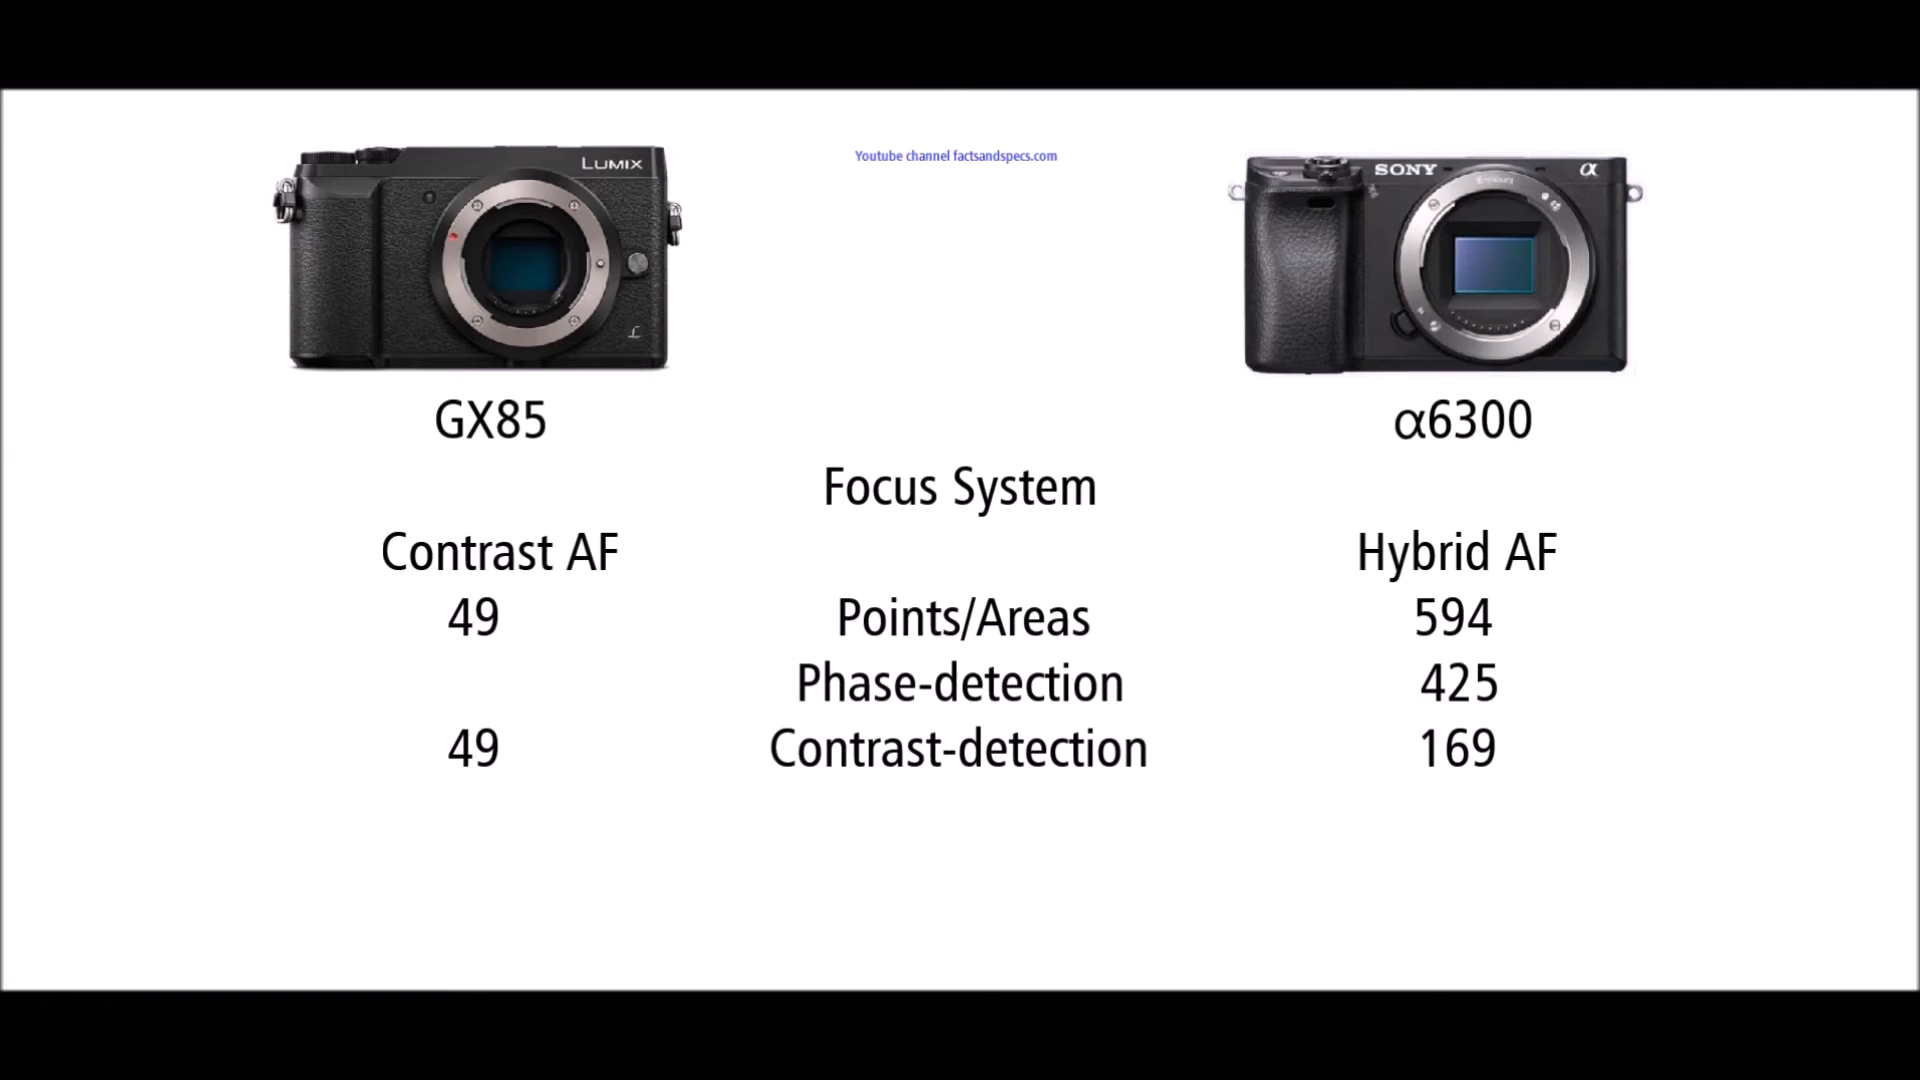 LUMIX
Youtube channel factsandspecs.com
SONY α
GX85 α6300
Focus System
Contrast AF Hybrid AF
49 Points/Areas 594
Phase-detection 425
49 Contrast-detection 169